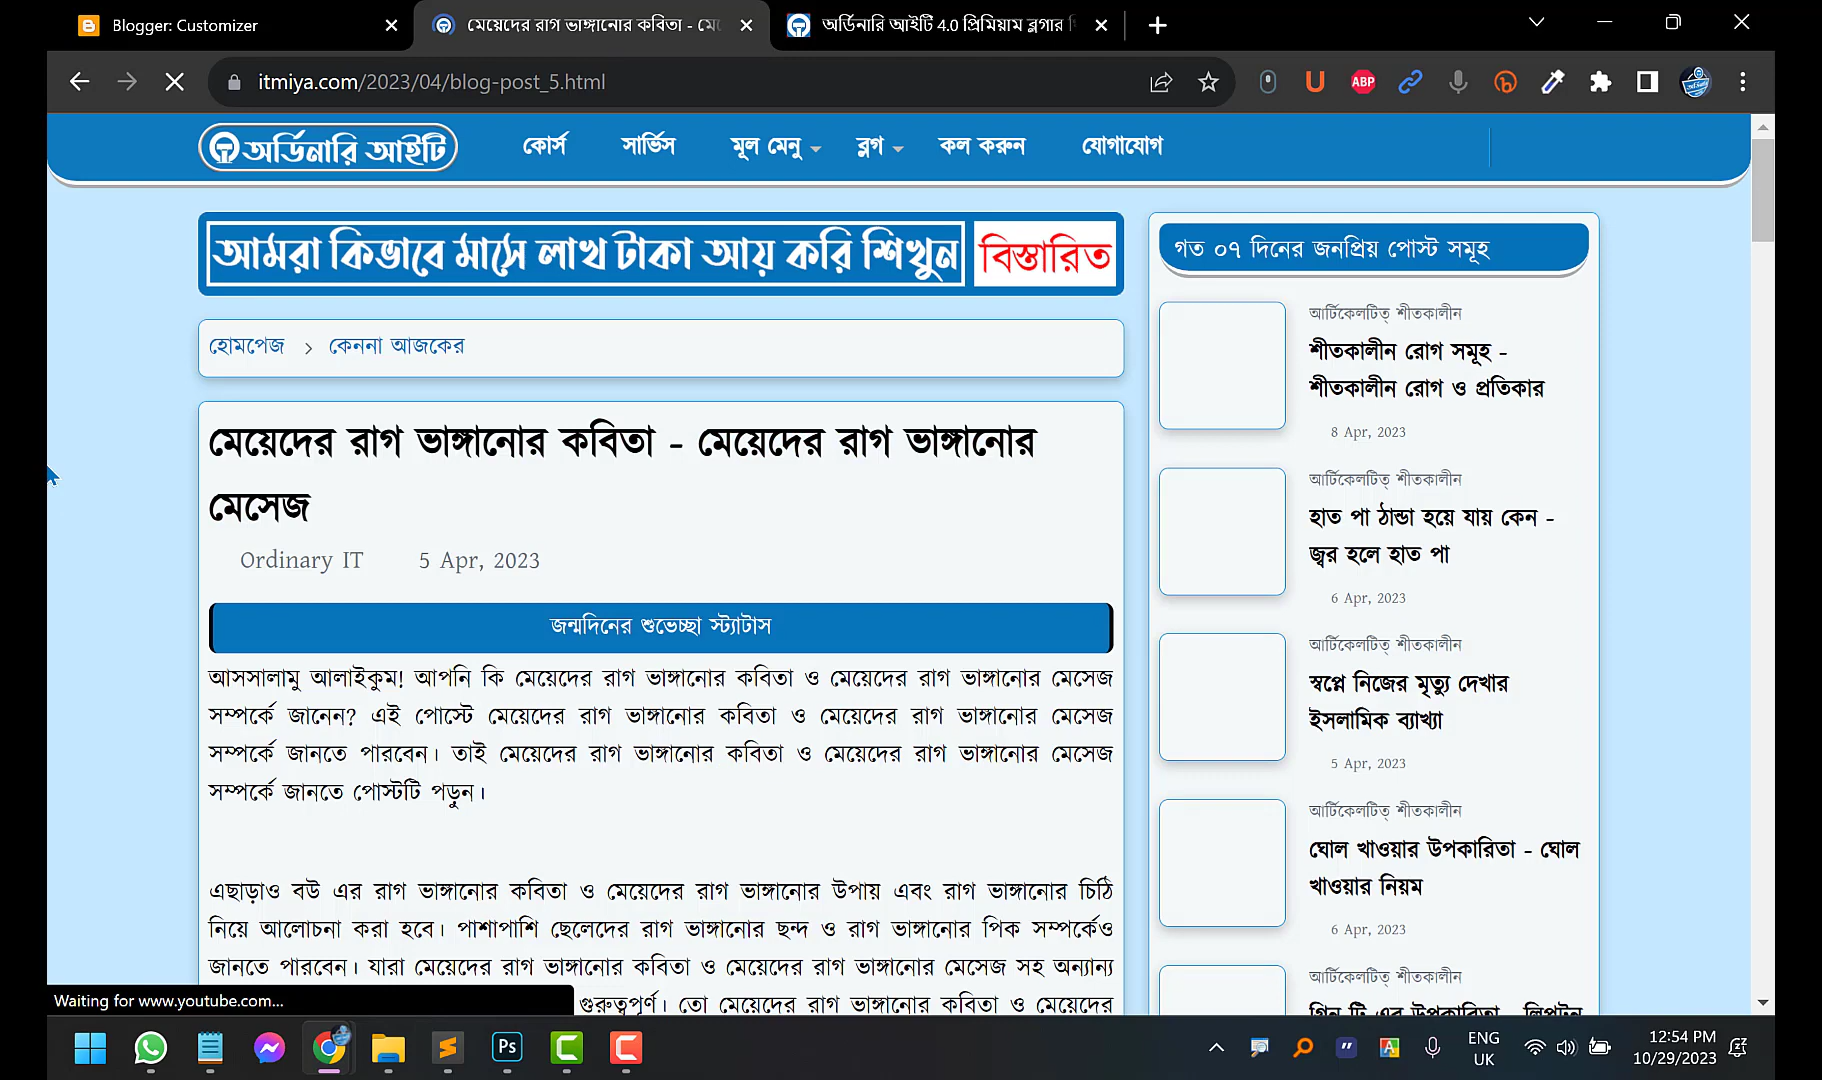 Blogger: Customizer
মেয়েদের রাগ ভাঙ্গানোর কবিতা - মে
অর্ডিনারি আইটি 4.0 প্রিমিয়াম ব্লগার
itmiya.com/2023/04/blog-post_5.html
ABP
অর্ডিনারি আইটি
কোর্স
সার্ভিস
মূল মেনু
ব্লগ
কল করুন
যোগাযোগ
আমরা কিভাবে মাসে লাখ টাকা আয় করি শিখুন
বিস্তারিত
হোমপেজ
কেননা আজকের
মেয়েদের রাগ ভাঙ্গানোর কবিতা - মেয়েদের রাগ ভাঙ্গানোর
মেসেজ
Ordinary IT 5 Apr, 2023
জন্মদিনের শুভেচ্ছা স্ট্যাটাস
আসসালামু আলাইকুম! আপনি কি মেয়েদের রাগ ভাঙ্গানোর কবিতা ও মেয়েদের রাগ ভাঙ্গানোর মেসেজ
সম্পর্কে জানেন? এই পোস্টে মেয়েদের রাগ ভাঙ্গানোর কবিতা ও মেয়েদের রাগ ভাঙ্গানোর মেসেজ
সম্পর্কে জানতে পারবেন। তাই মেয়েদের রাগ ভাঙ্গানোর কবিতা ও মেয়েদের রাগ ভাঙ্গানোর মেসেজ
সম্পর্কে জানতে পোস্টটি পড়ুন।
এছাড়াও বউ এর রাগ ভাঙ্গানোর কবিতা ও মেয়েদের রাগ ভাঙ্গানোর উপায় এবং রাগ ভাঙ্গানোর চিঠি
নিয়ে আলোচনা করা হবে। পাশাপাশি ছেলেদের রাগ ভাঙ্গানোর ছন্দ ও রাগ ভাঙ্গানোর পিক সম্পর্কেও
জানতে পারবেন। যারা মেয়েদের রাগ ভাঙ্গানোর কবিতা ও মেয়েদের রাগ ভাঙ্গানোর মেসেজ সহ অন্যান্য
গুরুত্বপূর্ণ। তো মেয়েদের রাগ ভাঙ্গানোর কবিতা ও মেয়েদের
গত ০৭ দিনের জনপ্রিয় পোস্ট সমূহ
আর্টিকেলটিত্ শীতকালীন
শীতকালীন রোগ সমূহ -
শীতকালীন রোগ ও প্রতিকার
8 Apr, 2023
আর্টিকেলটিত্ শীতকালীন
হাত পা ঠান্ডা হয়ে যায় কেন -
জ্বর হলে হাত পা
6 Apr, 2023
আর্টিকেলটিত্ শীতকালীন
স্বপ্নে নিজের মৃত্যু দেখার
ইসলামিক ব্যাখ্যা
5 Apr, 2023
আর্টিকেলটিত্ শীতকালীন
ঘোল খাওয়ার উপকারিতা - ঘোল
খাওয়ার নিয়ম
6 Apr, 2023
আর্টিকেলটিত্ শীতকালীন
গ্রিন টি এর উপকারিতা - লিপটন
Waiting for www.youtube.com...
Ps
ENG
UK
12:54 PM
10/29/2023